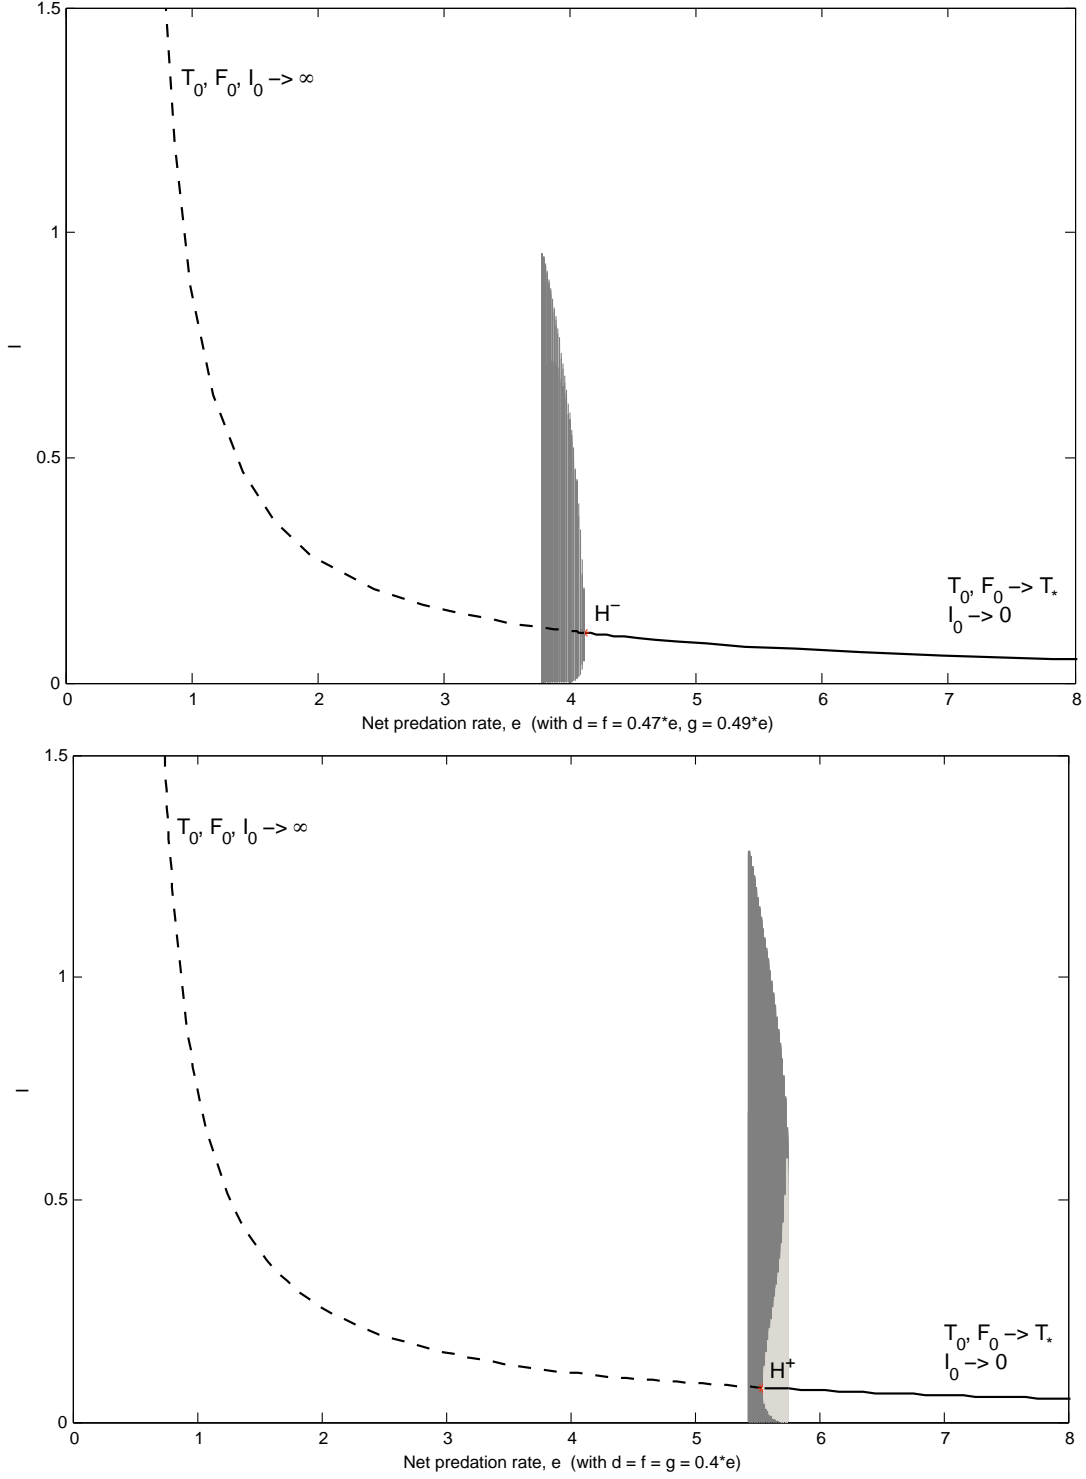 1.5
T0, F0, I0 –> ∞
1
I
0.5
H–
T0, F0 –> T*
I0 –> 0
0
0 1 2 3 4 5 6 7 8
Net predation rate, e (with d = f = 0.47*e, g = 0.49*e)
1.5
T0, F0, I0 –> ∞
1
I
0.5
T0, F0 –> T*
H+
I0 –> 0
0
0 1 2 3 4 5 6 7 8
Net predation rate, e (with d = f = g = 0.4*e)